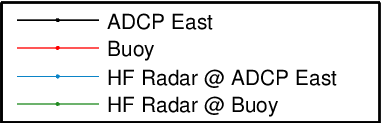 ADCP East
Buoy
HF Radar @ ADCP East
HF Radar @ Buoy